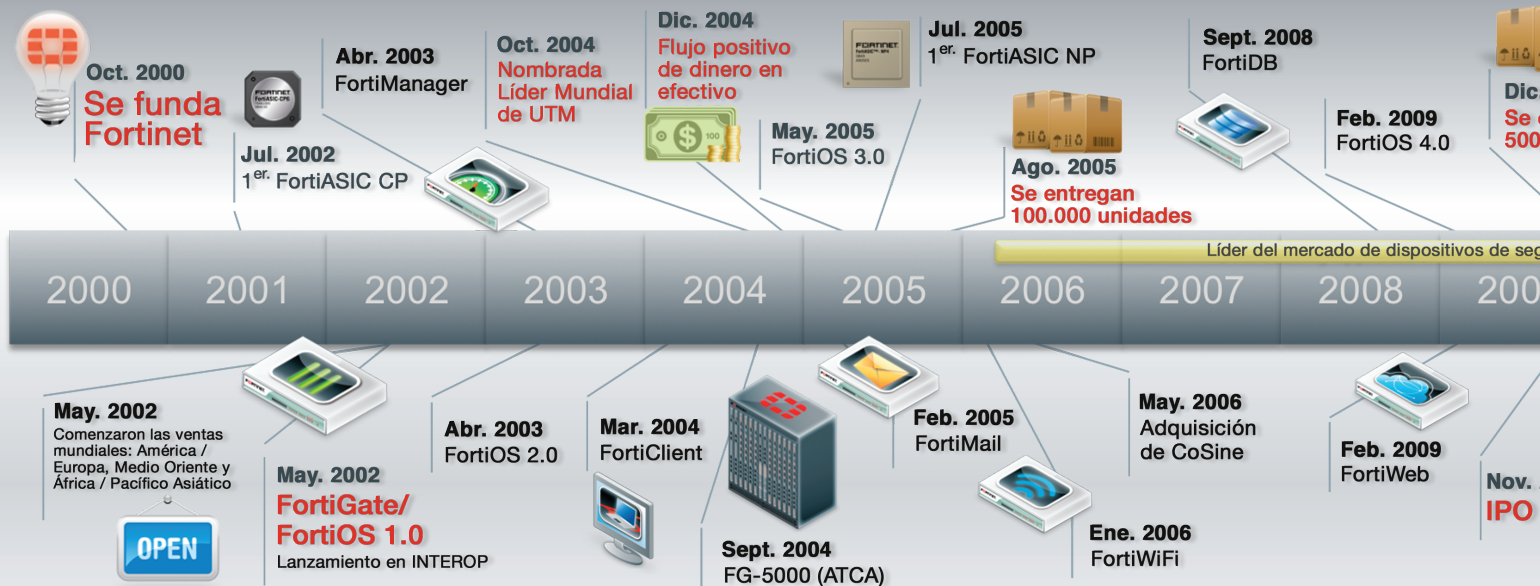 Oct. 2000
Se funda
Fortinet
Jul. 2002
1er. FortiASIC CP
Abr. 2003
FortiManager
Oct. 2004
Nombrada
Líder Mundial
de UTM
Dic. 2004
Flujo positivo
de dinero en
efectivo
100
May. 2005
FortiOS 3.0
FORTINET
Jul. 2005
1er. FortiASIC NP
Ago. 2005
Se entregan
100.000 unidades
Sept. 2008
FortiDB
Feb. 2009
FortiOS 4.0
Dic.
Se
500
Líder del mercado de dispositivos de seg
2000 2001 2002 2003 2004 2005 2006 2007 2008 200
May. 2002
Comenzaron las ventas
mundiales: América /
Europa, Medio Oriente y
África / Pacífico Asiático
OPEN
May. 2002
FortiGate/
FortiOS 1.0
Lanzamiento en INTEROP
Abr. 2003
FortiOS 2.0
Mar. 2004
FortiClient
Sept. 2004
FG-5000 (ATCA)
Feb. 2005
FortiMail
Ene. 2006
FortiWiFi
May. 2006
Adquisición
de CoSine
Feb. 2009
FortiWeb
Nov.
IPO